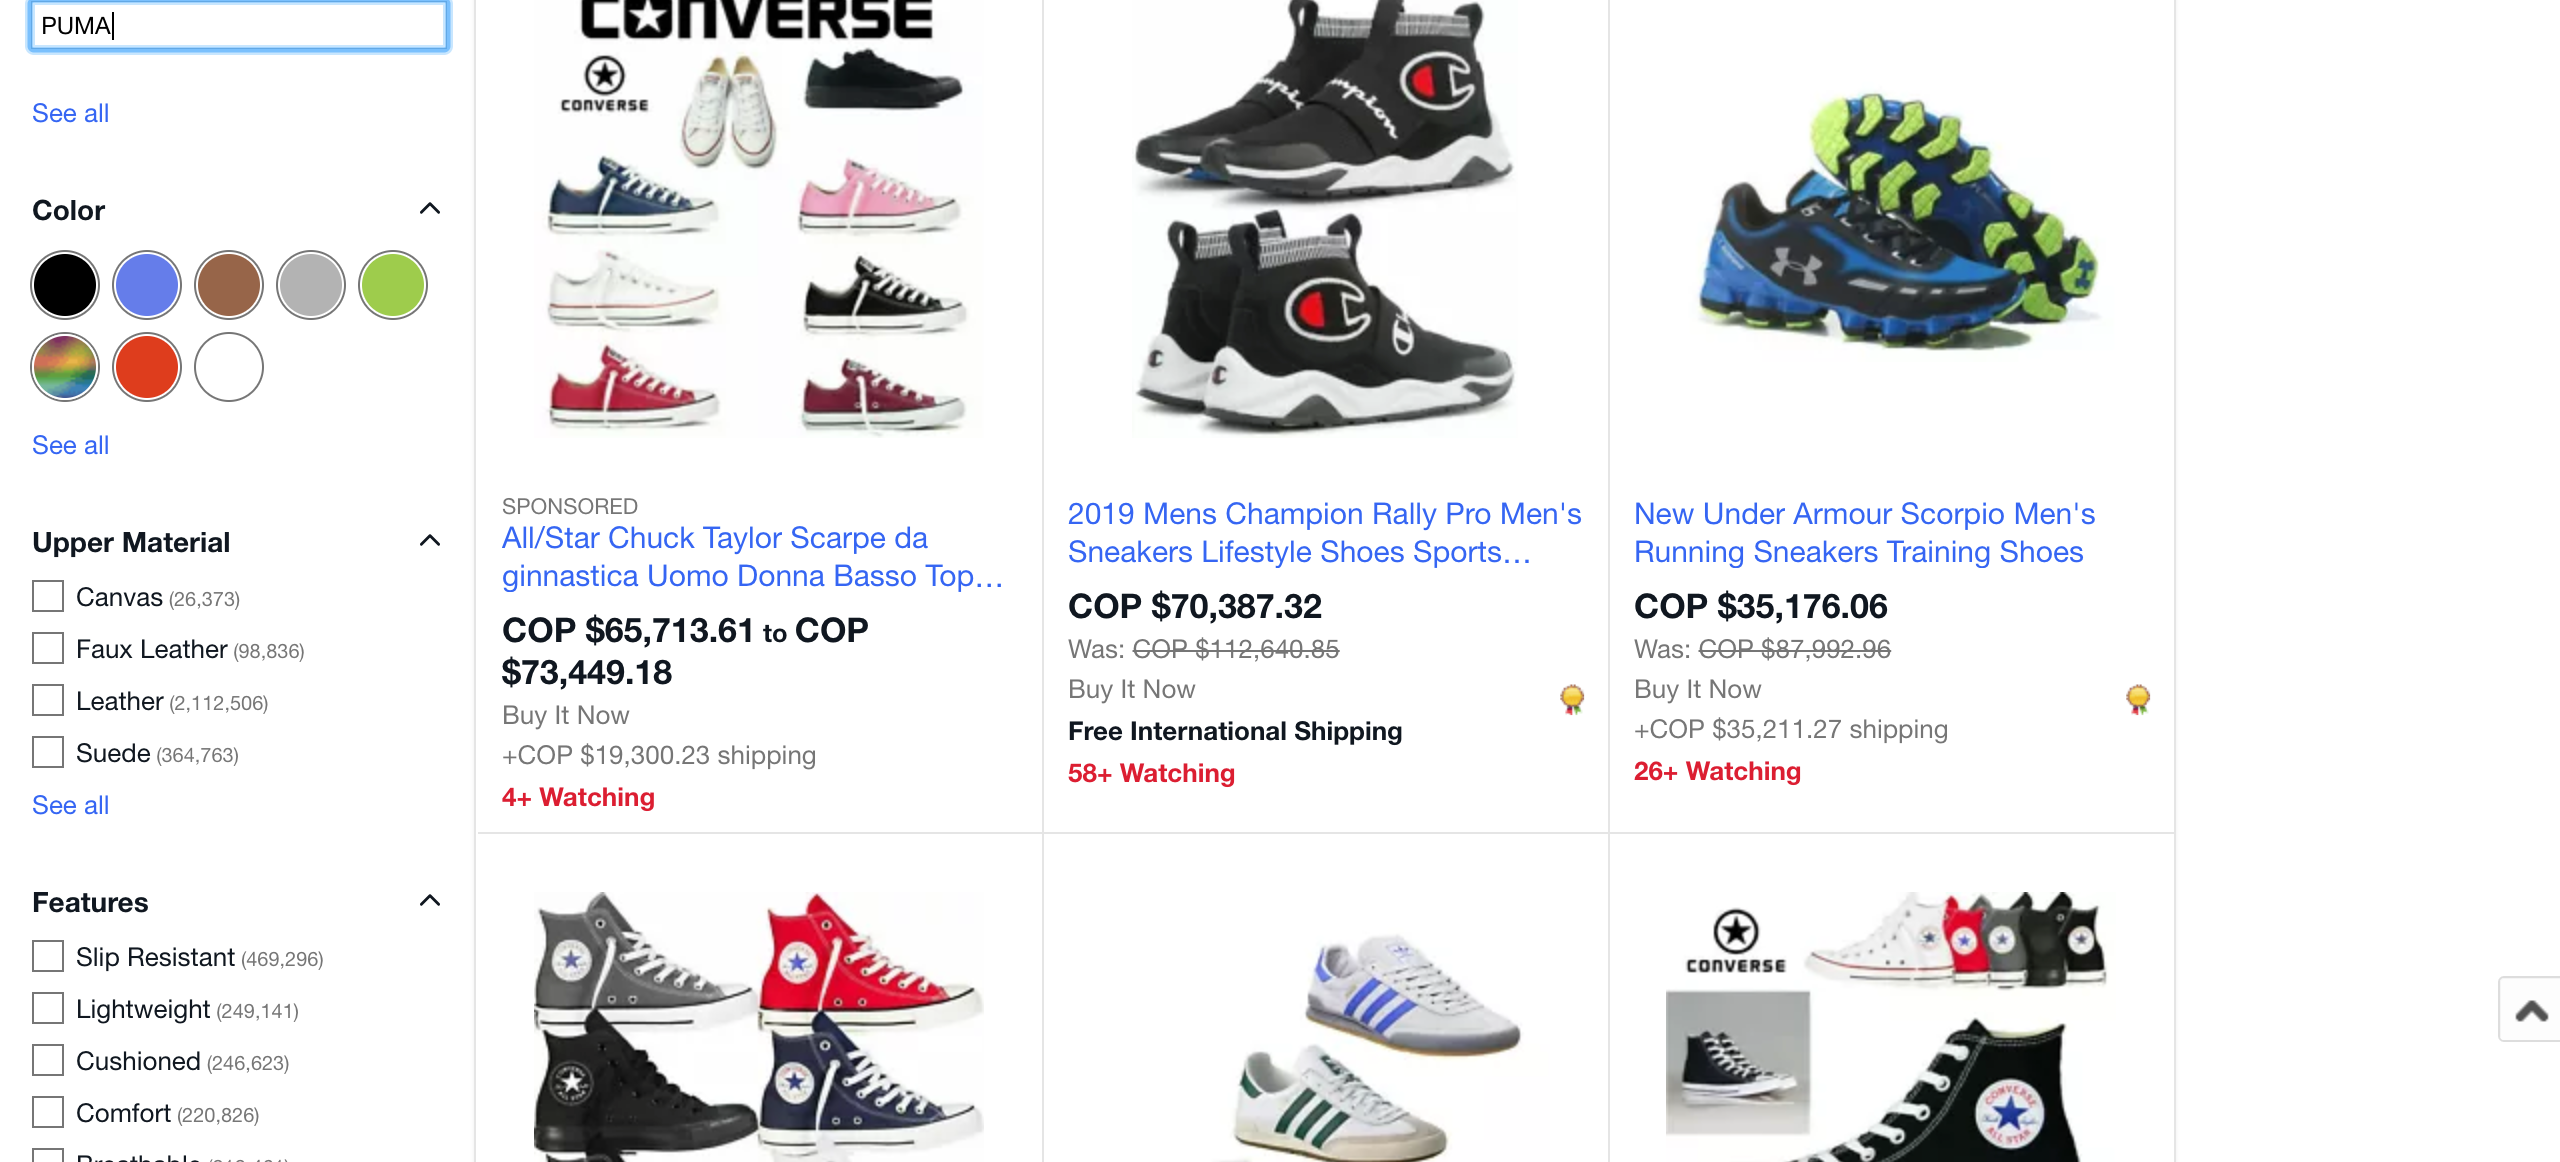 PUMA
See all
Color
See all
Upper Material
Canvas (26,373)
Faux Leather (98,836)
Leather (2,112,506)
Suede (364,763)
See all
Features
Slip Resistant (469,296)
Lightweight (249,141)
Cushioned (246,623)
Comfort (220,826)
CONVERSE
CONVERSE
SPONSORED
All/Star Chuck Taylor Scarpe da
ginnastica Uomo Donna Basso Top...
COP $65,713.61 to COP
$73,449.18
Buy It Now
+COP $19,300.23 shipping
4+ Watching
Champion
2019 Mens Champion Rally Pro Men's
Sneakers Lifestyle Shoes Sports...
COP $70,387.32
Was: COP $112,640.85
Buy It Now
Free International Shipping
58+ Watching
New Under Armour Scorpio Men's
Running Sneakers Training Shoes
COP $35,176.06
Was: COP $87,992.96
Buy It Now
+COP $35,211.27 shipping
26+ Watching
CONVERSE
CONVERSE
ALL STAR